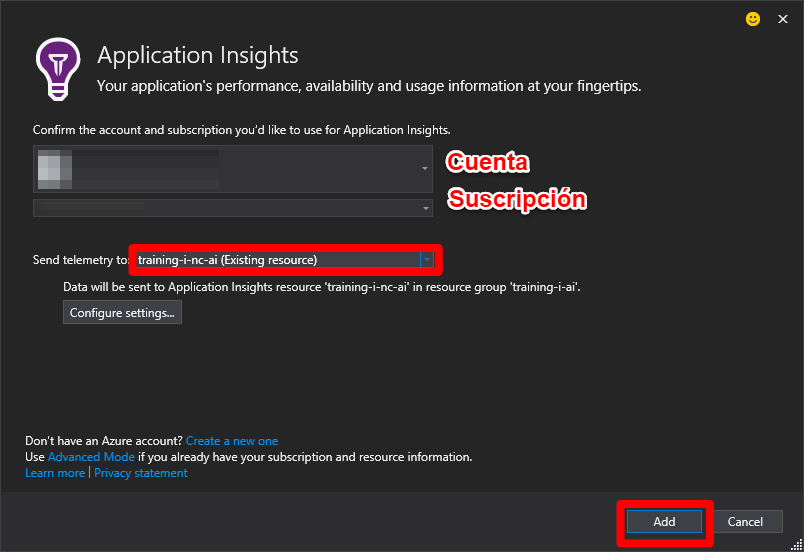 Application Insights
Your application's performance, availability and usage information at your fingertips.
Confirm the account and subscription you'd like to use for Application Insights.
Cuenta
Suscripción
Send telemetry to: training-i-nc-ai (Existing resource)
Data will be sent to Application Insights resource 'training-i-nc-ai' in resource group 'training-i-ai'.
Configure settings...
Don't have an Azure account? Create a new one
Use Advanced Mode if you already have your subscription and resource information.
Learn more | Privacy statement
Add Cancel